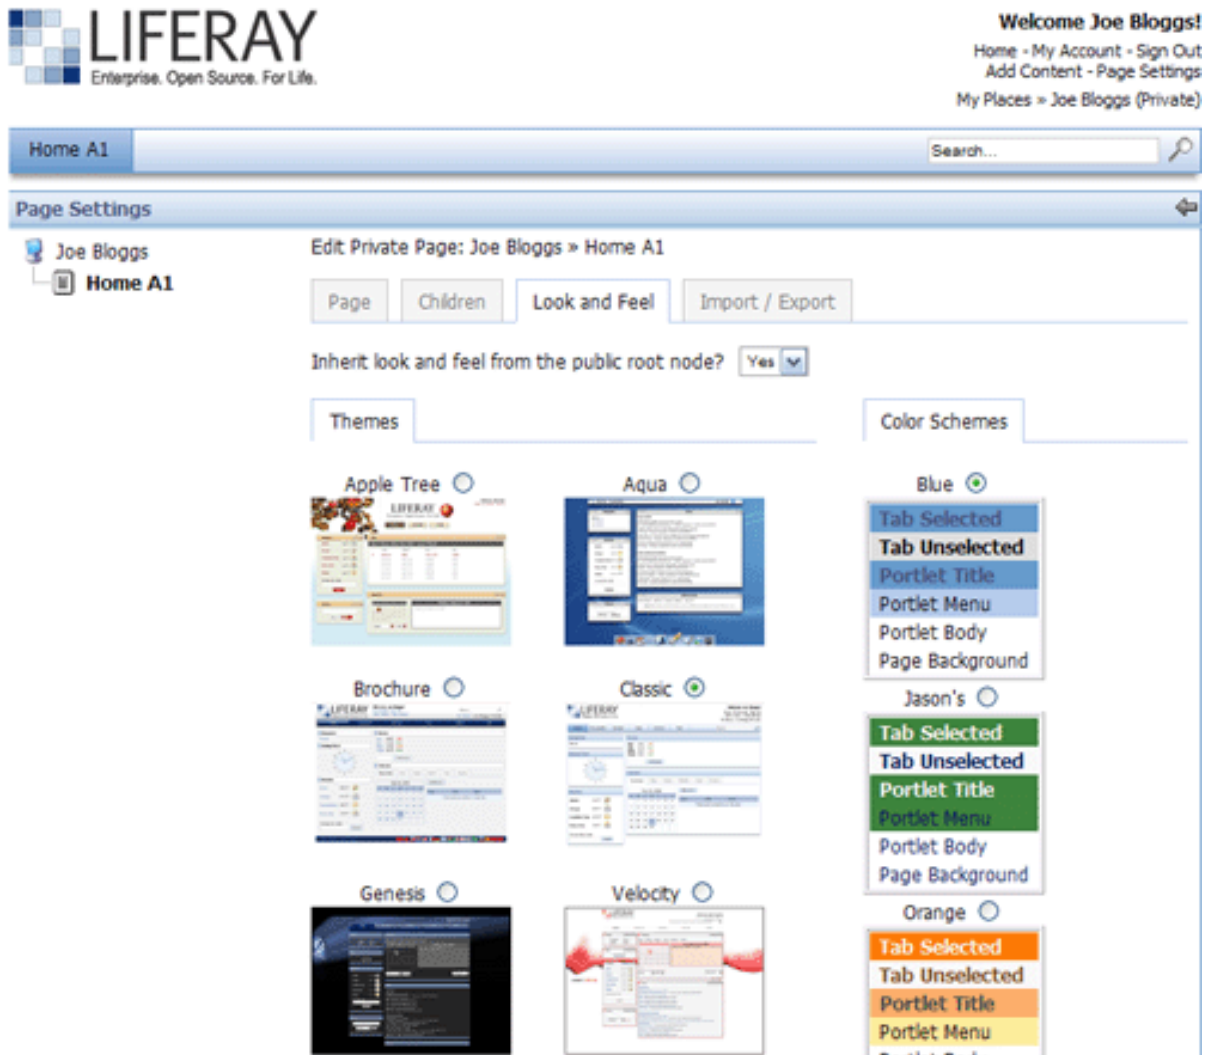 LIFERAY
Enterprise. Open Source. For Life.
Welcome Joe Bloggs!
Home - My Account - Sign Out
Add Content - Page Settings
My Places » Joe Bloggs (Private)
Home A1
Search...
Page Settings
Joe Bloggs
Home A1
Edit Private Page: Joe Bloggs » Home A1
Page
Children
Look and Feel
Import / Export
Inherit look and feel from the public root node? Yes
Themes
Color Schemes
Apple Tree
Aqua
LIFERAY
Brochure
Classic
LIFERAY
LIFERAY
Genesis
Velocity
Blue
Tab Selected
Tab Unselected
Portlet Title
Portlet Menu
Portlet Body
Page Background
Jason's
Tab Selected
Tab Unselected
Portlet Title
Portlet Menu
Portlet Body
Page Background
Orange
Tab Selected
Tab Unselected
Portlet Title
Portlet Menu